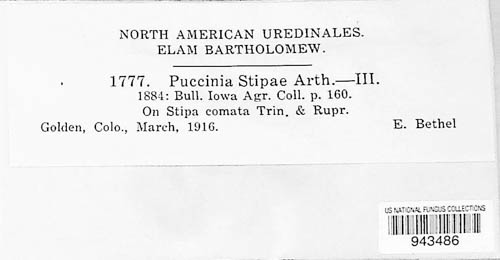 NORTH AMERICAN UREDINALES.
ELAM BARTHOLOMEW.
1777. Puccinia Stipae Arth.—III.
1884: Bull. Iowa Agr. Coll. p. 160.
On Stipa comata Trin. & Rupr.
Golden, Colo., March, 1916. E. Bethel
US NATIONAL FUNGUS COLLECTIONS
943486